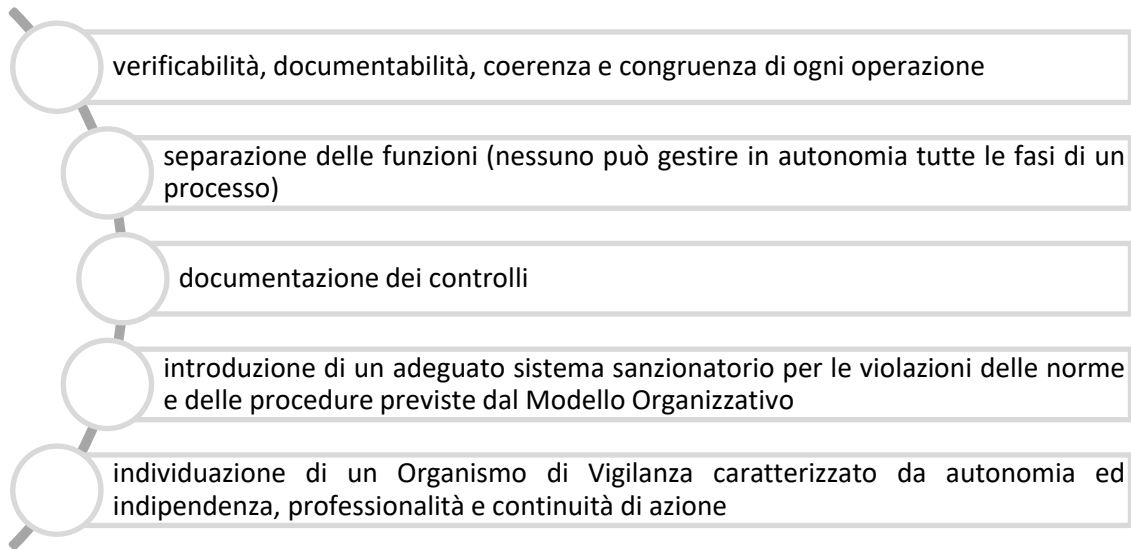 verificabilità, documentabilità, coerenza e congruenza di ogni operazione
separazione delle funzioni (nessuno può gestire in autonomia tutte le fasi di un
processo)
documentazione dei controlli
introduzione di un adeguato sistema sanzionatorio per le violazioni delle norme
e delle procedure previste dal Modello Organizzativo
individuazione di un Organismo di Vigilanza caratterizzato da autonomia ed
indipendenza, professionalità e continuità di azione